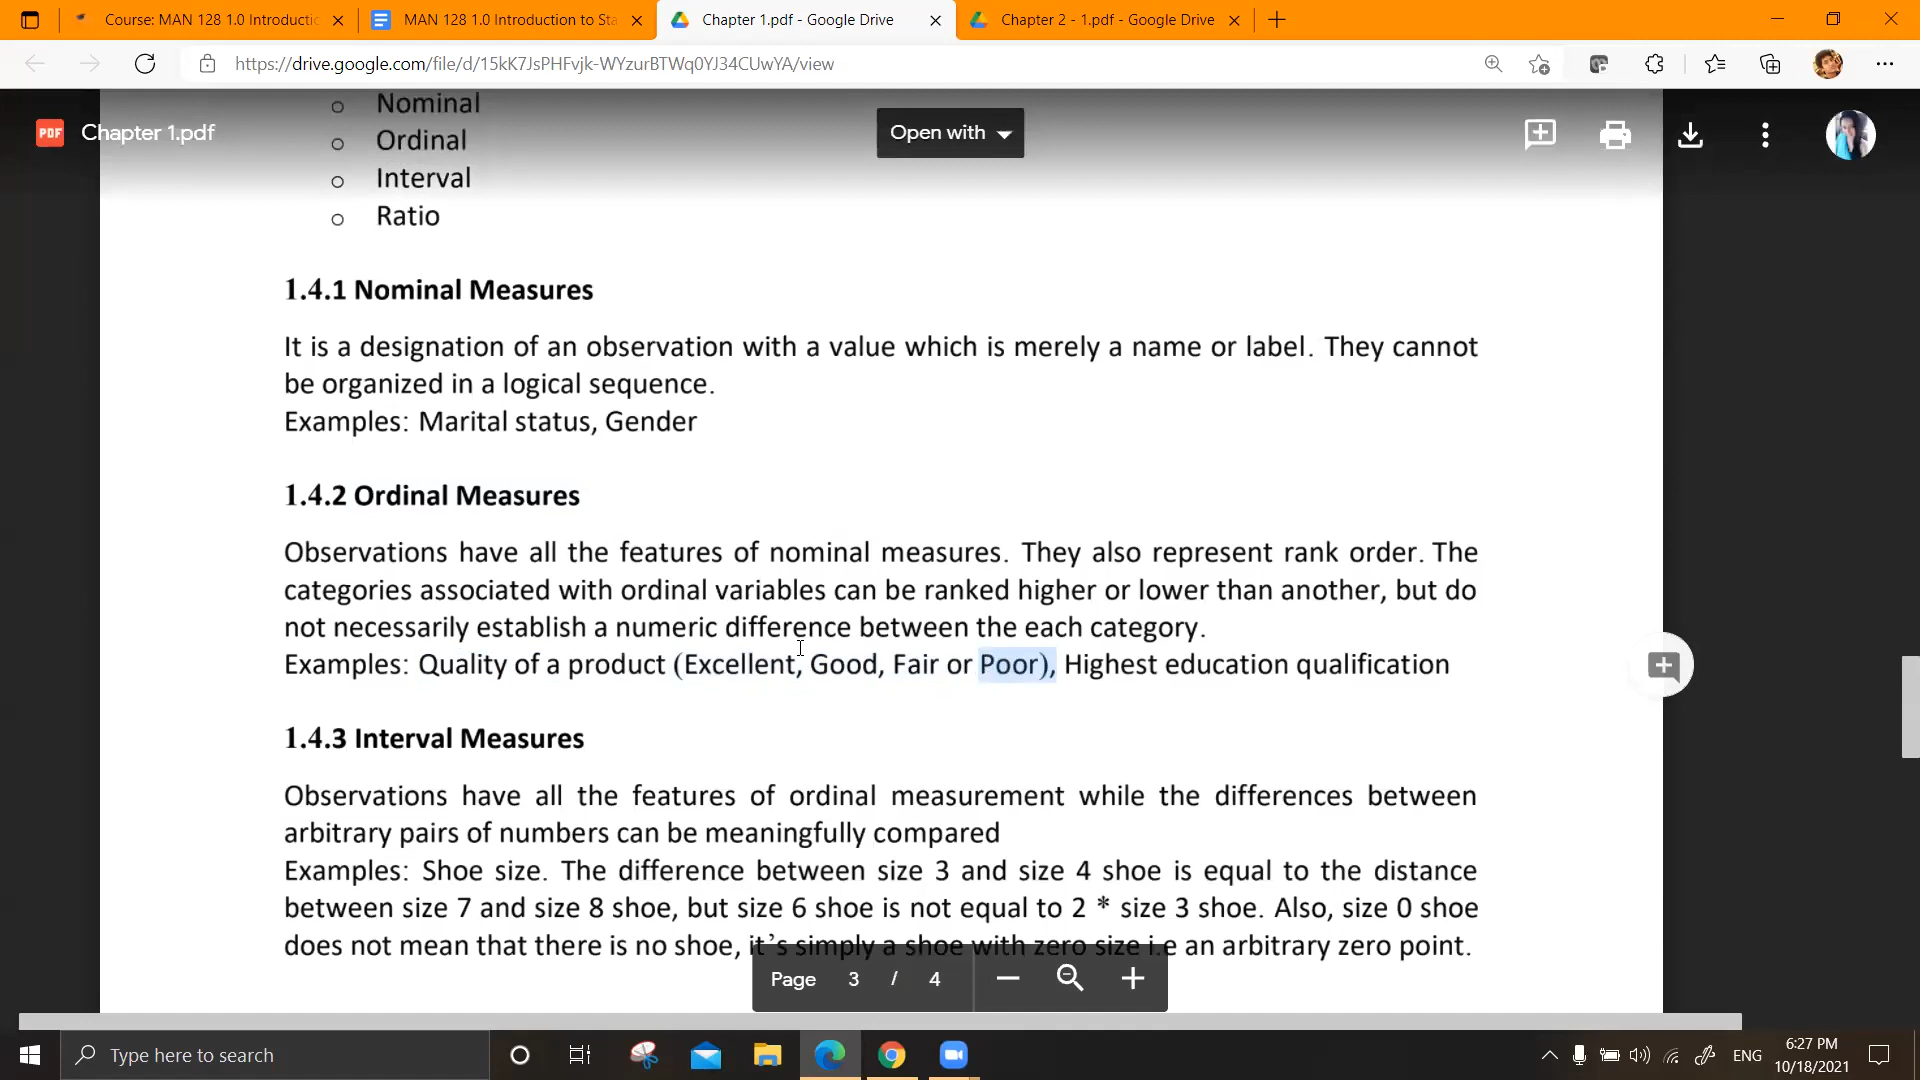 Course: MAN 128 1.0 Introductic
MAN 128 1.0 Introduction to Sta
Chapter 1.pdf - Google Drive
Chapter 2 - 1.pdf - Google Drive
https://drive.google.com/file/d/15kK7JsPHFvjk-WYzurBTWq0YJ34CUwYA/view
PDF Chapter 1.pdf
Open with
o Nominal
o Ordinal
o Interval
o Ratio
1.4.1 Nominal Measures
It is a designation of an observation with a value which is merely a name or label. They cannot
be organized in a logical sequence.
Examples: Marital status, Gender
1.4.2 Ordinal Measures
Observations have all the features of nominal measures. They also represent rank order. The
categories associated with ordinal variables can be ranked higher or lower than another, but do
not necessarily establish a numeric difference between the each category.
Examples: Quality of a product (Excellent, Good, Fair or Poor), Highest education qualification
1.4.3 Interval Measures
Observations have all the features of ordinal measurement while the differences between
arbitrary pairs of numbers can be meaningfully compared
Examples: Shoe size. The difference between size 3 and size 4 shoe is equal to the distance
between size 7 and size 8 shoe, but size 6 shoe is not equal to 2 * size 3 shoe. Also, size 0 shoe
does not mean that there is no shoe, it's simply a shoe with zero size i.e an arbitrary zero point.
Page 3 / 4
Type here to search
ENG
6:27 PM
10/18/2021